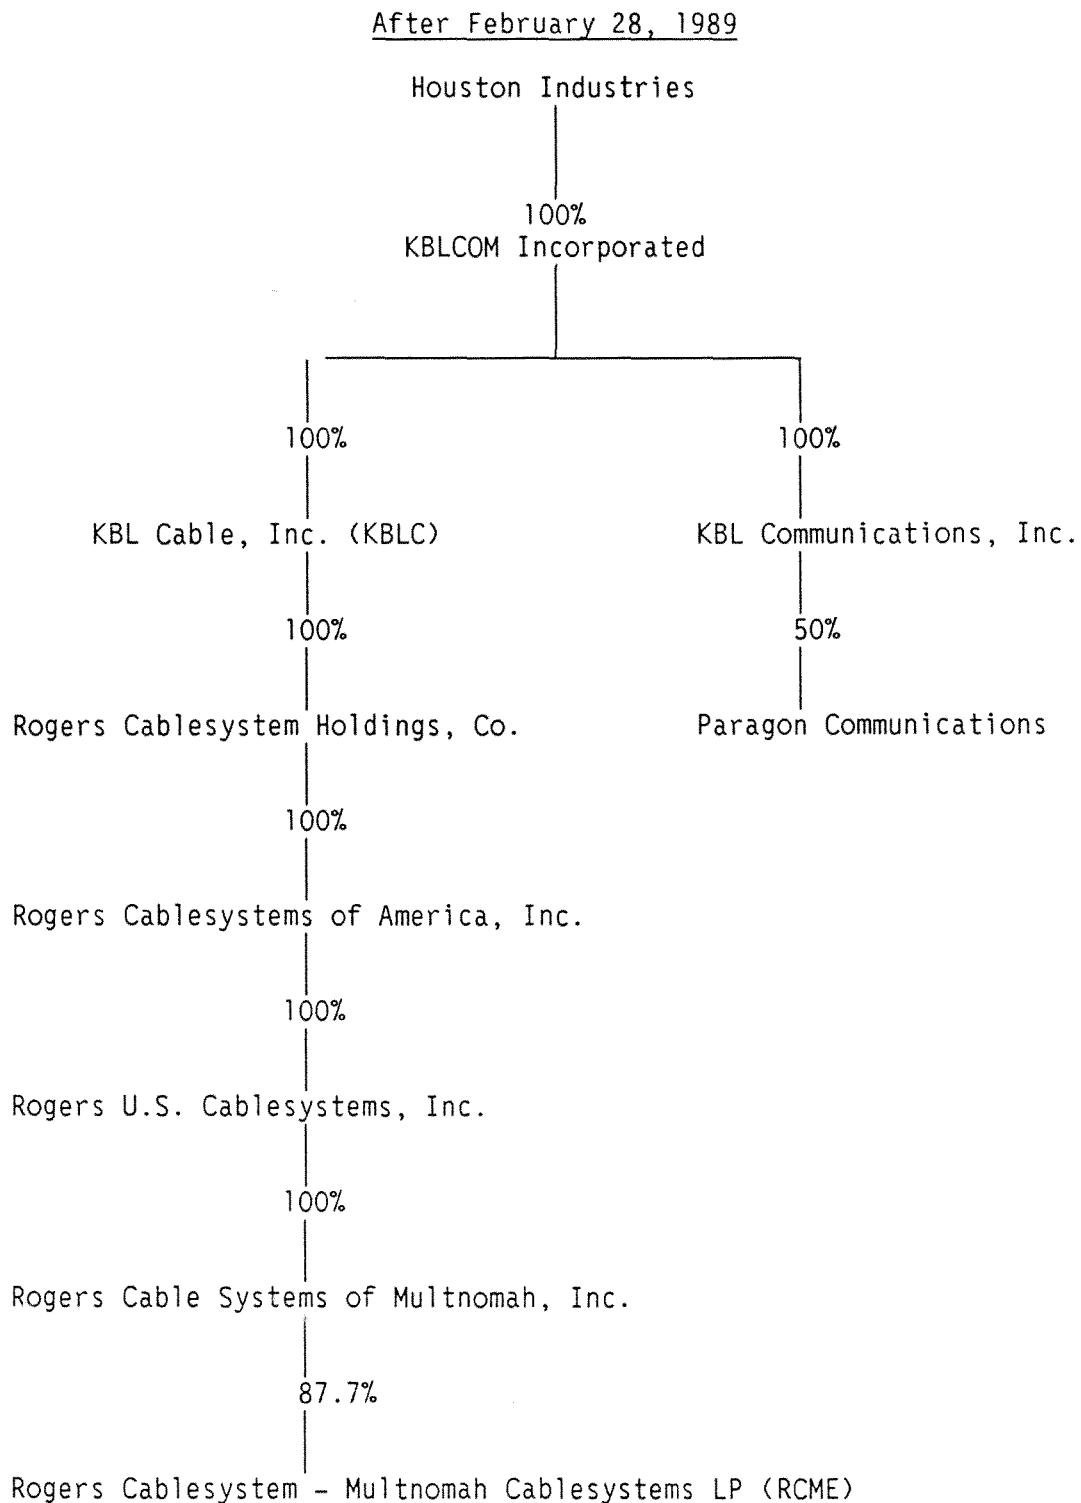 After February 28, 1989
Houston Industries
100%
KBLCOM Incorporated
100%
100%
KBL Cable, Inc. (KBLC)
KBL Communications, Inc.
100%
50%
Rogers Cablesystem Holdings, Co.
Paragon Communications
100%
Rogers Cablesystems of America, Inc.
100%
Rogers U.S. Cablesystems, Inc.
100%
Rogers Cable Systems of Multnomah, Inc.
87.7%
Rogers Cablesystem – Multnomah Cablesystems LP (RCME)